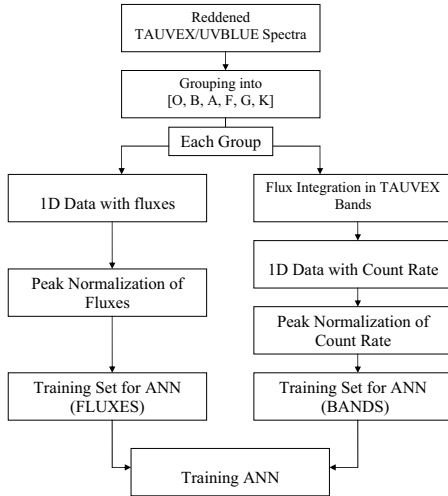 Reddened
TAUVEX/UVBLUE Spectra
Grouping into
[O, B, A, F, G, K]
Each Group
1D Data with fluxes
Peak Normalization of
Fluxes
Training Set for ANN
(FLUXES)
Flux Integration in TAUVEX
Bands
1D Data with Count Rate
Peak Normalization of
Count Rate
Training Set for ANN
(BANDS)
Training ANN